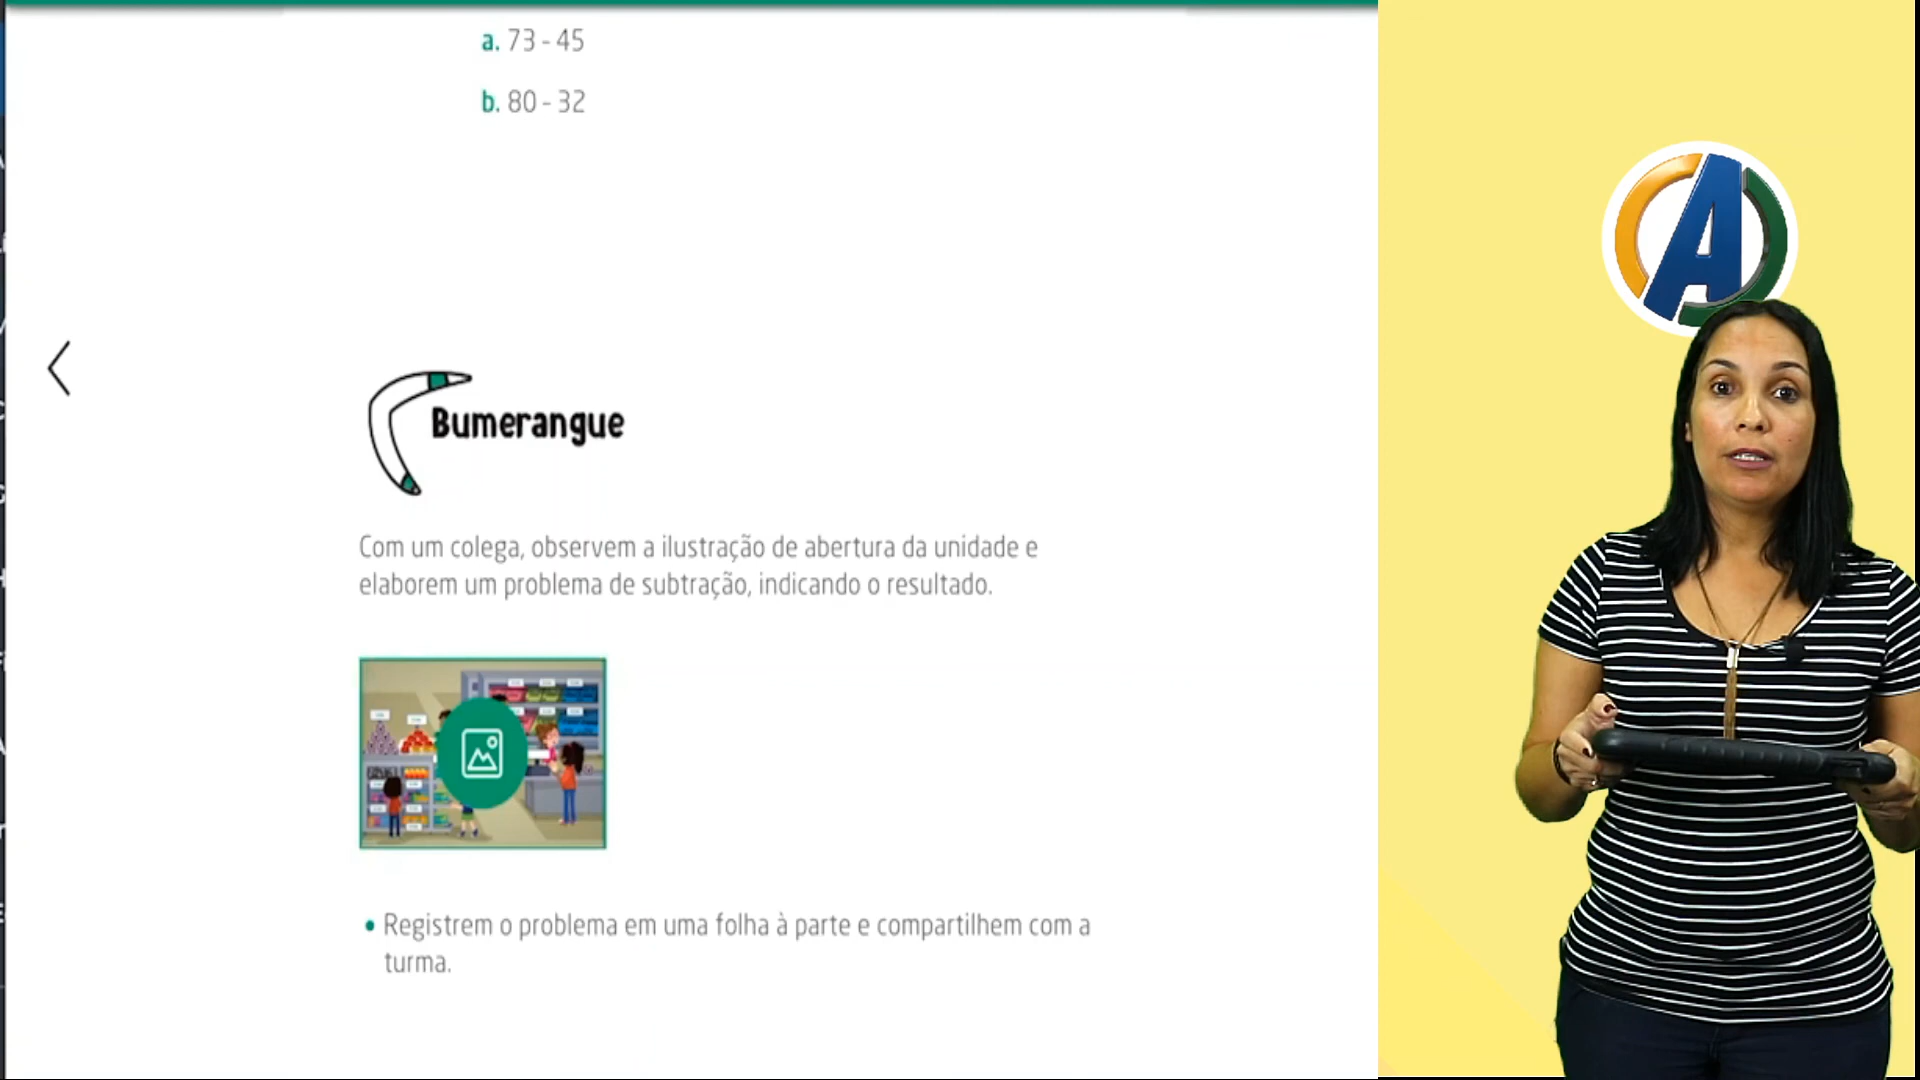 a. 73 - 45
b. 80 - 32
Bumerangue
Com um colega, observem a ilustração de abertura da unidade e
elaborem um problema de subtração, indicando o resultado.
• Registrem o problema em uma folha à parte e compartilhem com a
turma.
A